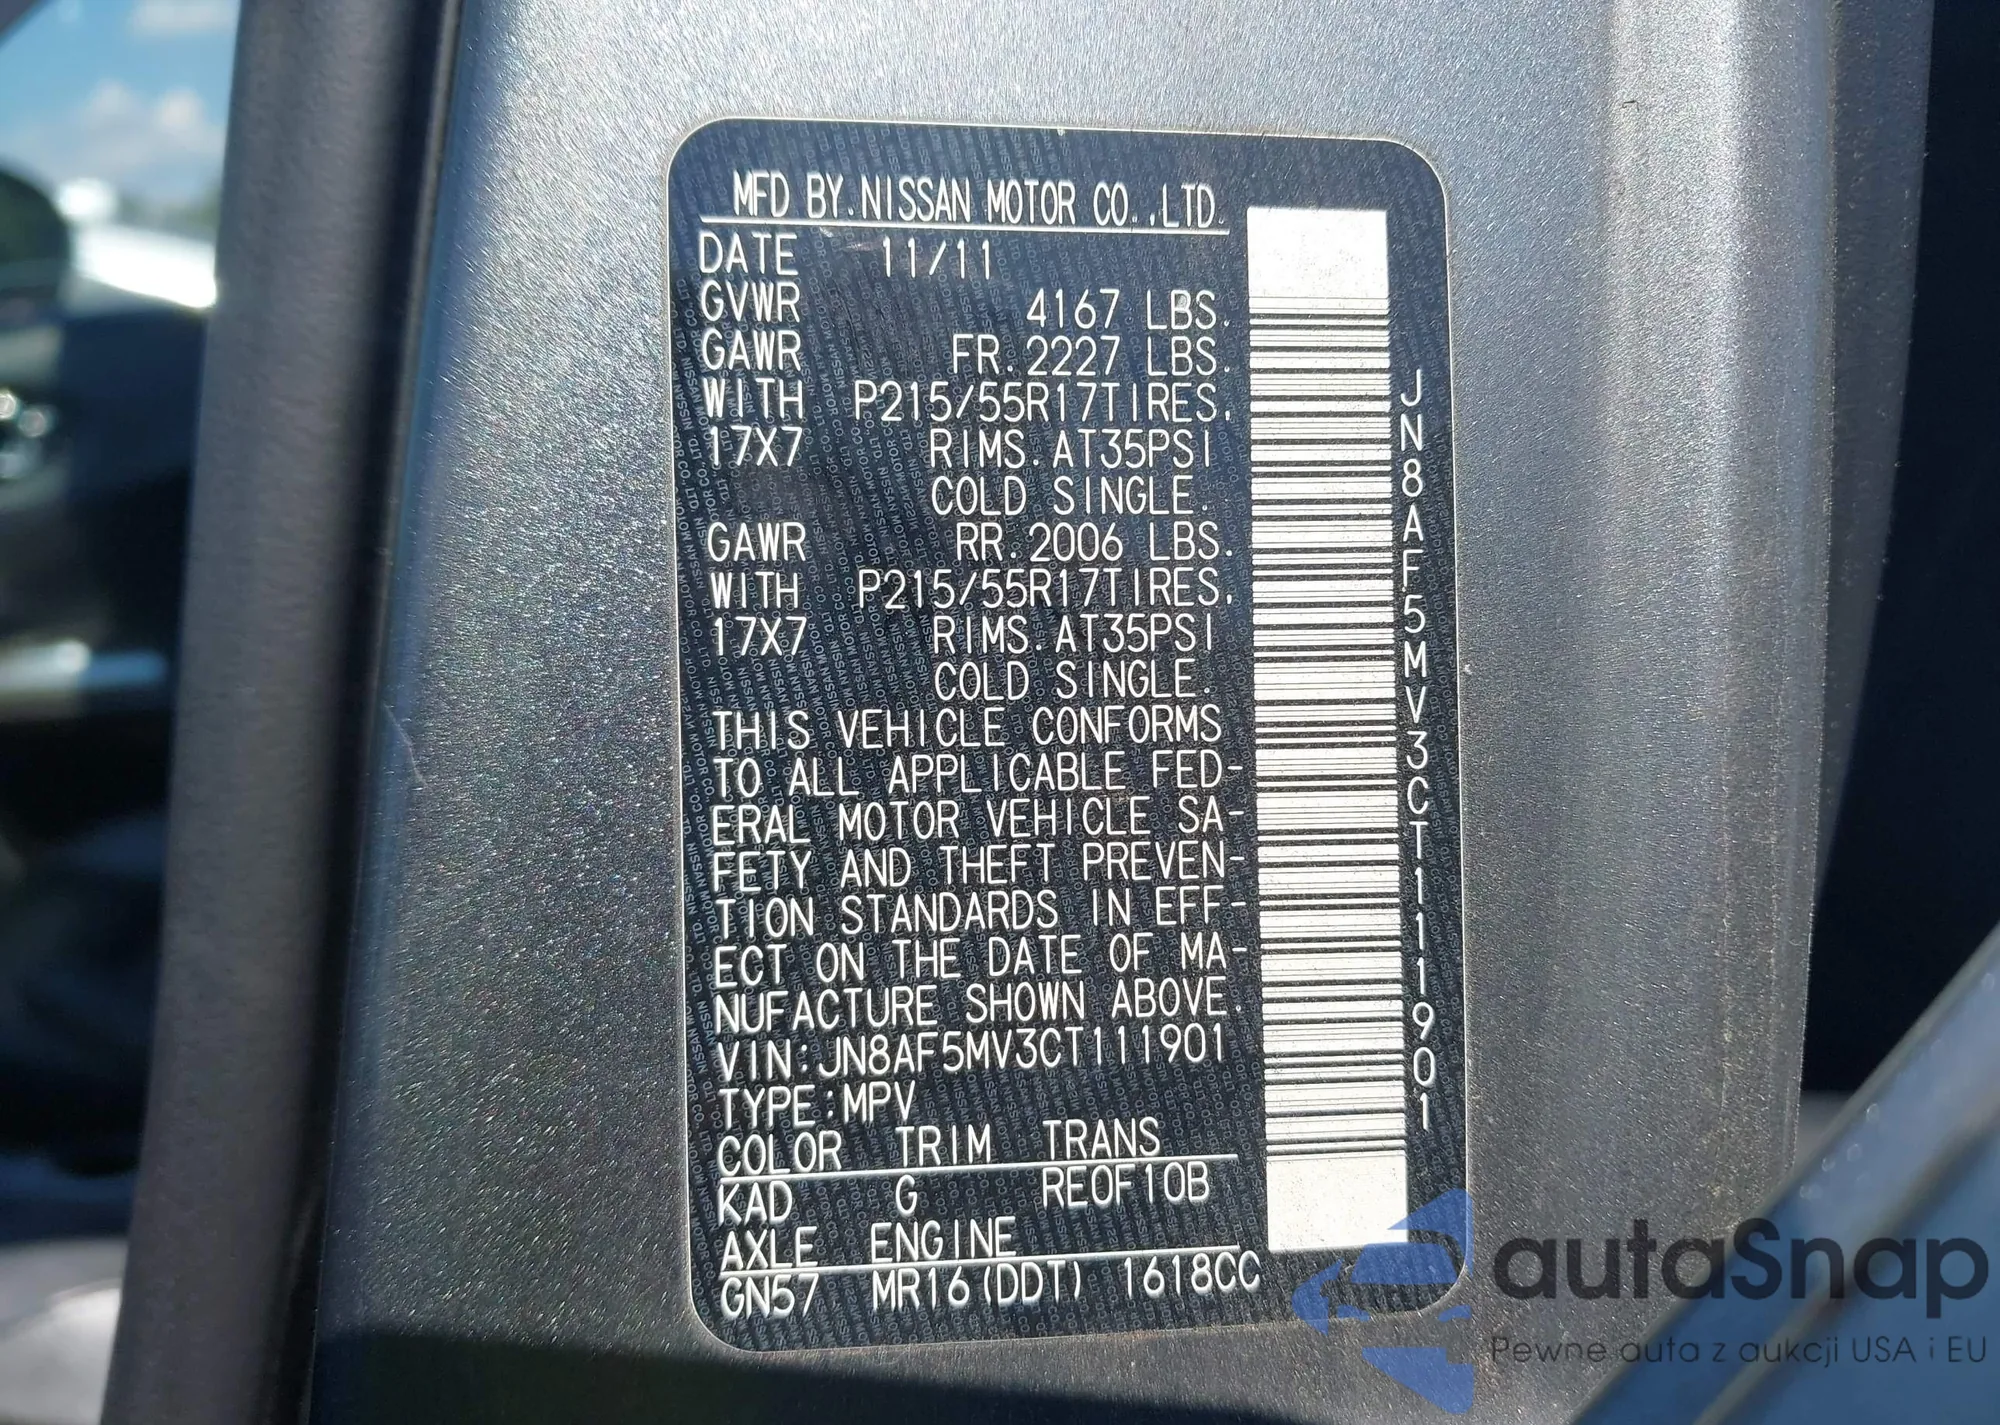 MFD BY NISSAN MOTOR CO., LTD.
DATE 11/11
GVWR 4167 LBS.
GAWR FR. 2227 LBS.
WITH P215/55R17TIRES.
17X7 RIMS. AT35PSI
COLD SINGLE.
GAWR RR. 2006 LBS.
WITH P215/55R17TIRES.
17X7 RIMS. AT35PSI
COLD SINGLE.
THIS VEHICLE CONFORMS
TO ALL APPLICABLE FED-
ERAL MOTOR VEHICLE SA-
FETY AND THEFT PREVEN-
TION STANDARDS IN EFF-
ECT ON THE DATE OF MA-
NUFACTURE SHOWN ABOVE.
VIN:JN8AF5MV3CT111901
TYPE:MPV
COLOR TRIM TRANS
KAD G RE0F10B
AXLE ENGINE
GN57 MR16(DDT) 1618CC
JN8AF5MV3CT111901
autaSnap
Pewne auta z aukcji USA i EU